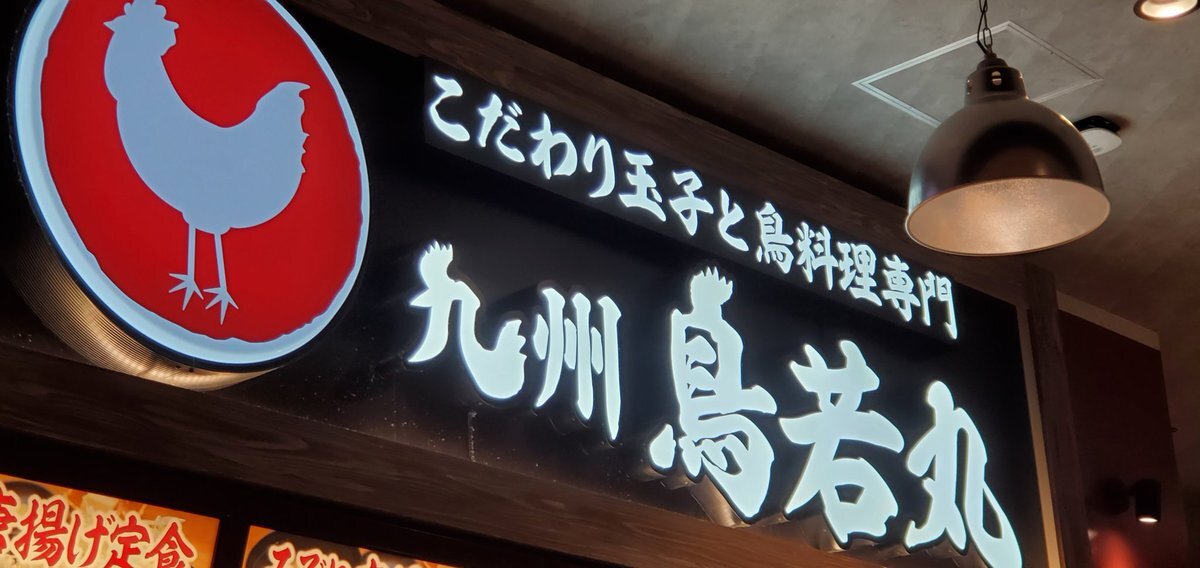 こだわり玉子と鳥料理専門
九州 鳥若丸
唐揚げ定食